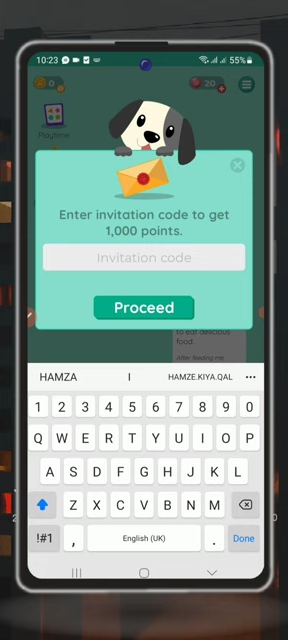 10:23
55%
0
20
Playtime
Enter invitation code to get
1,000 points.
Invitation code
Proceed
to eat delicious
food.
After feeding me
HAMZA
I
HAMZE.KIYA.QAL
1 2 3 4 5 6 7 8 9 0
Q W E R T Y U I O P
A S D F G H J K L
Z X C V B N M
!#1
,
English (UK)
.
Done